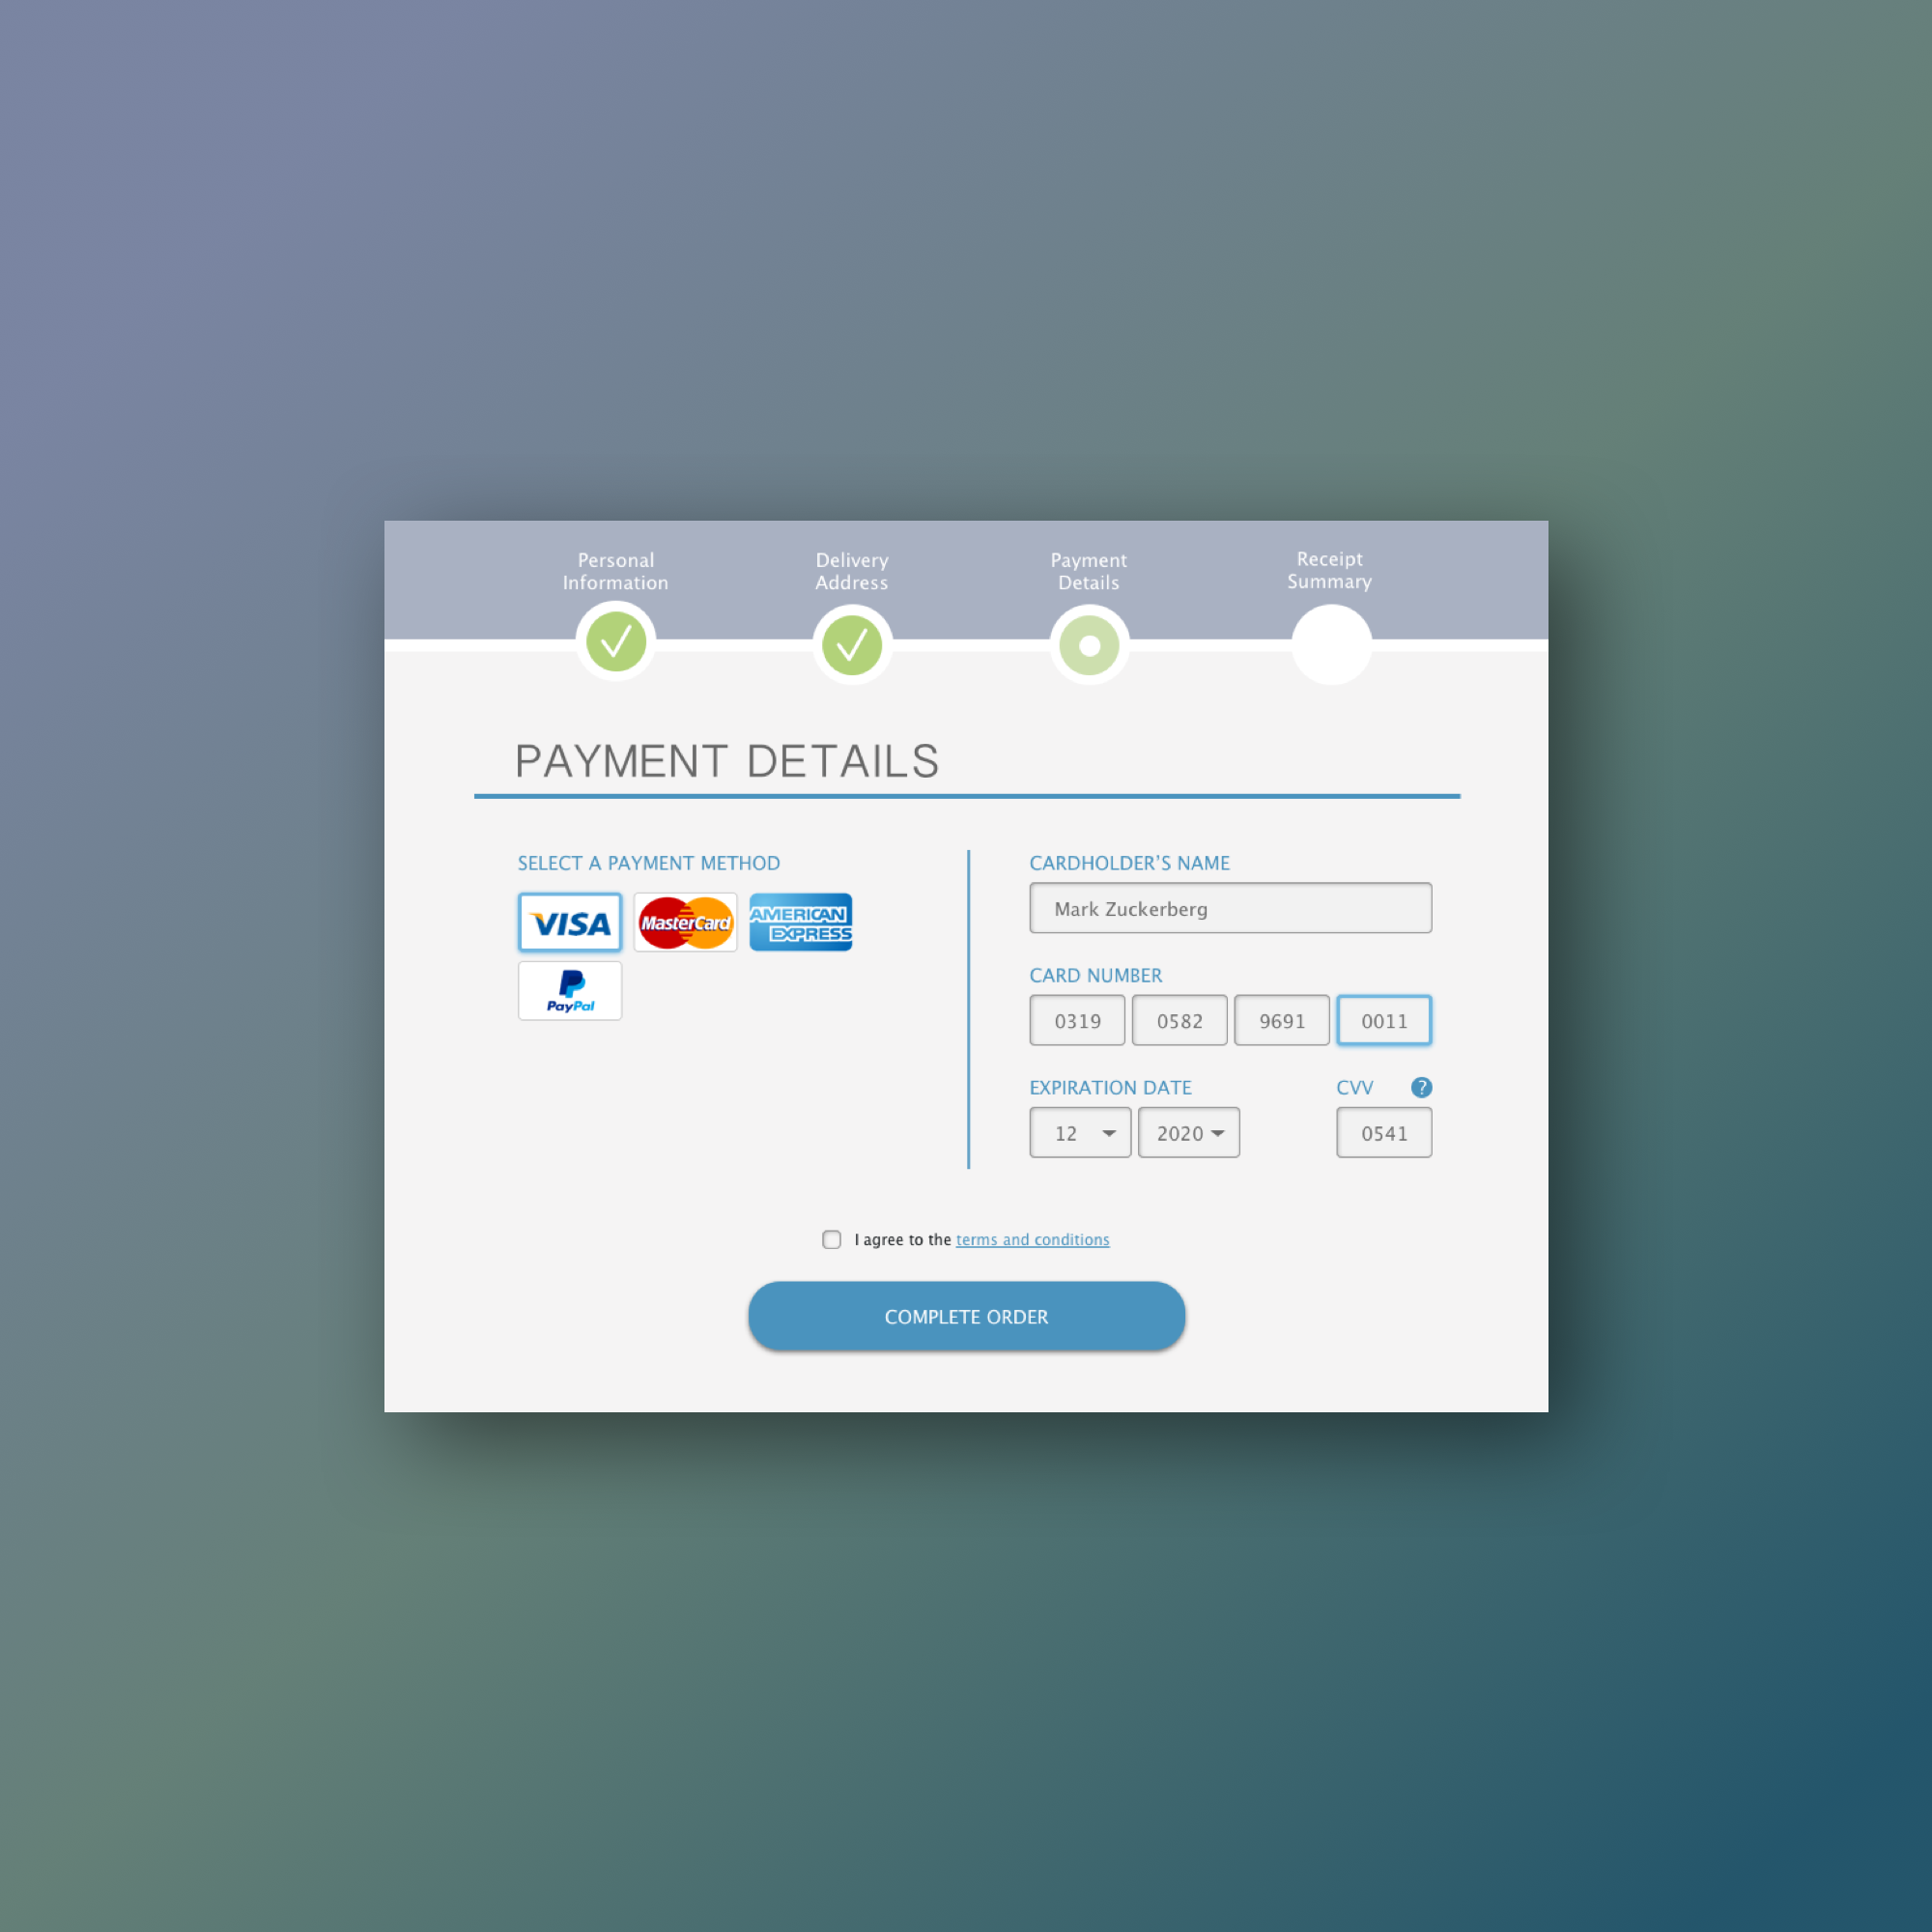 Personal
Information
Delivery
Address
Payment
Details
Receipt
Summary
PAYMENT DETAILS
SELECT A PAYMENT METHOD
VISA
MasterCard
AMERICAN
EXPRESS
PayPal
CARDHOLDER'S NAME
Mark Zuckerberg
CARD NUMBER
0319 0582 9691 0011
EXPIRATION DATE
CVV ?
12 2020 0541
I agree to the terms and conditions
COMPLETE ORDER